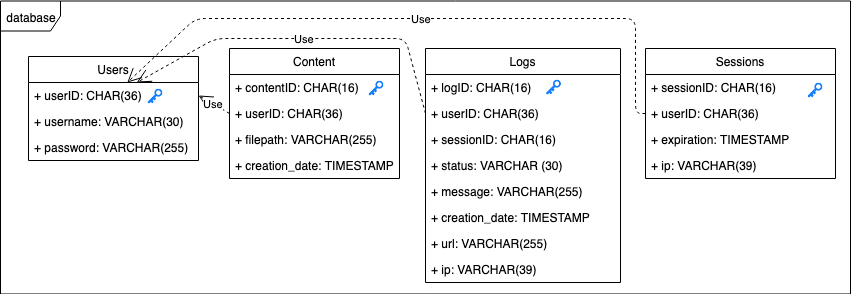 database
Use
Use
Use
Users
+ userID: CHAR(36)
+ username: VARCHAR(30)
+ password: VARCHAR(255)
Content
+ contentID: CHAR(16)
+ userID: CHAR(36)
+ filepath: VARCHAR(255)
+ creation_date: TIMESTAMP
Logs
+ logID: CHAR(16)
+ userID: CHAR(36)
+ sessionID: CHAR(16)
+ status: VARCHAR (30)
+ message: VARCHAR(255)
+ creation_date: TIMESTAMP
+ url: VARCHAR(255)
+ ip: VARCHAR(39)
Sessions
+ sessionID: CHAR(16)
+ userID: CHAR(36)
+ expiration: TIMESTAMP
+ ip: VARCHAR(39)